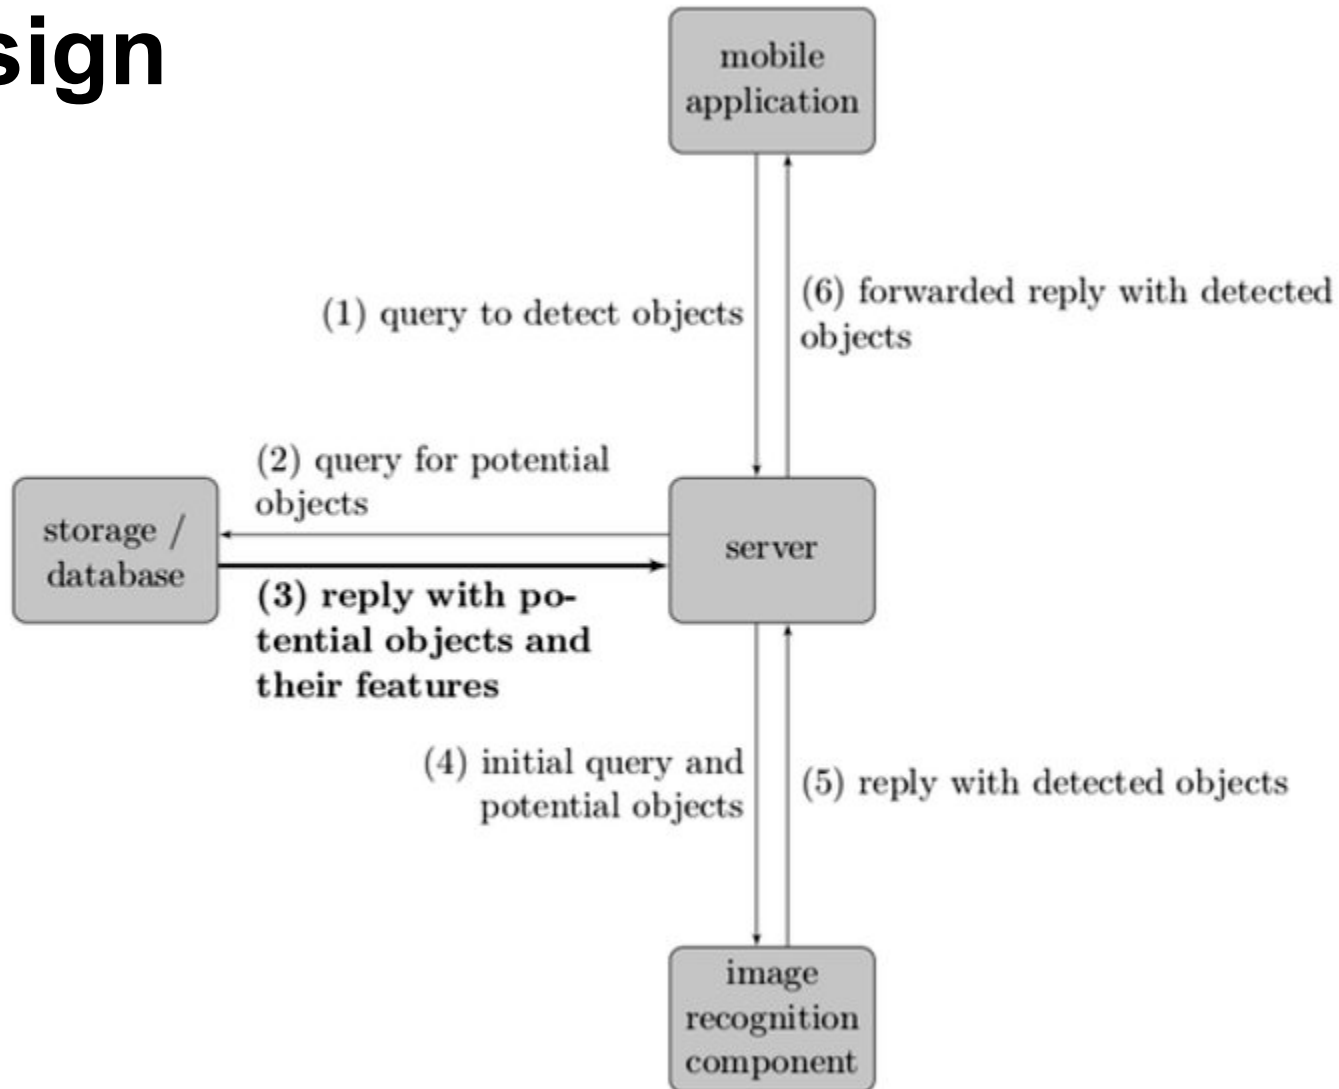 sign
mobile
application
(1) query to detect objects
(6) forwarded reply with detected
objects
(2) query for potential
objects
storage /
database
server
(3) reply with po-
tential objects and
their features
(4) initial query and
potential objects
(5) reply with detected objects
image
recognition
component